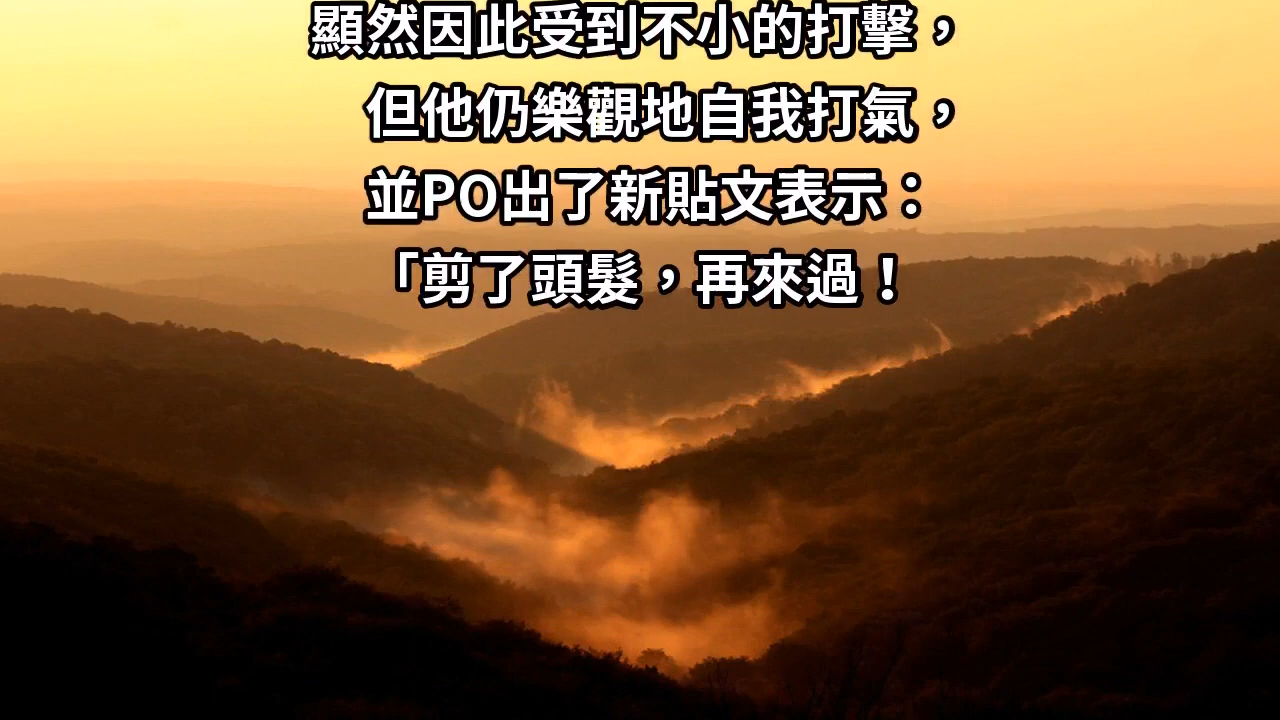 顯然因此受到不小的打擊，
但他仍樂觀地自我打氣，
並PO出了新貼文表示：
「剪了頭髮，再來過！